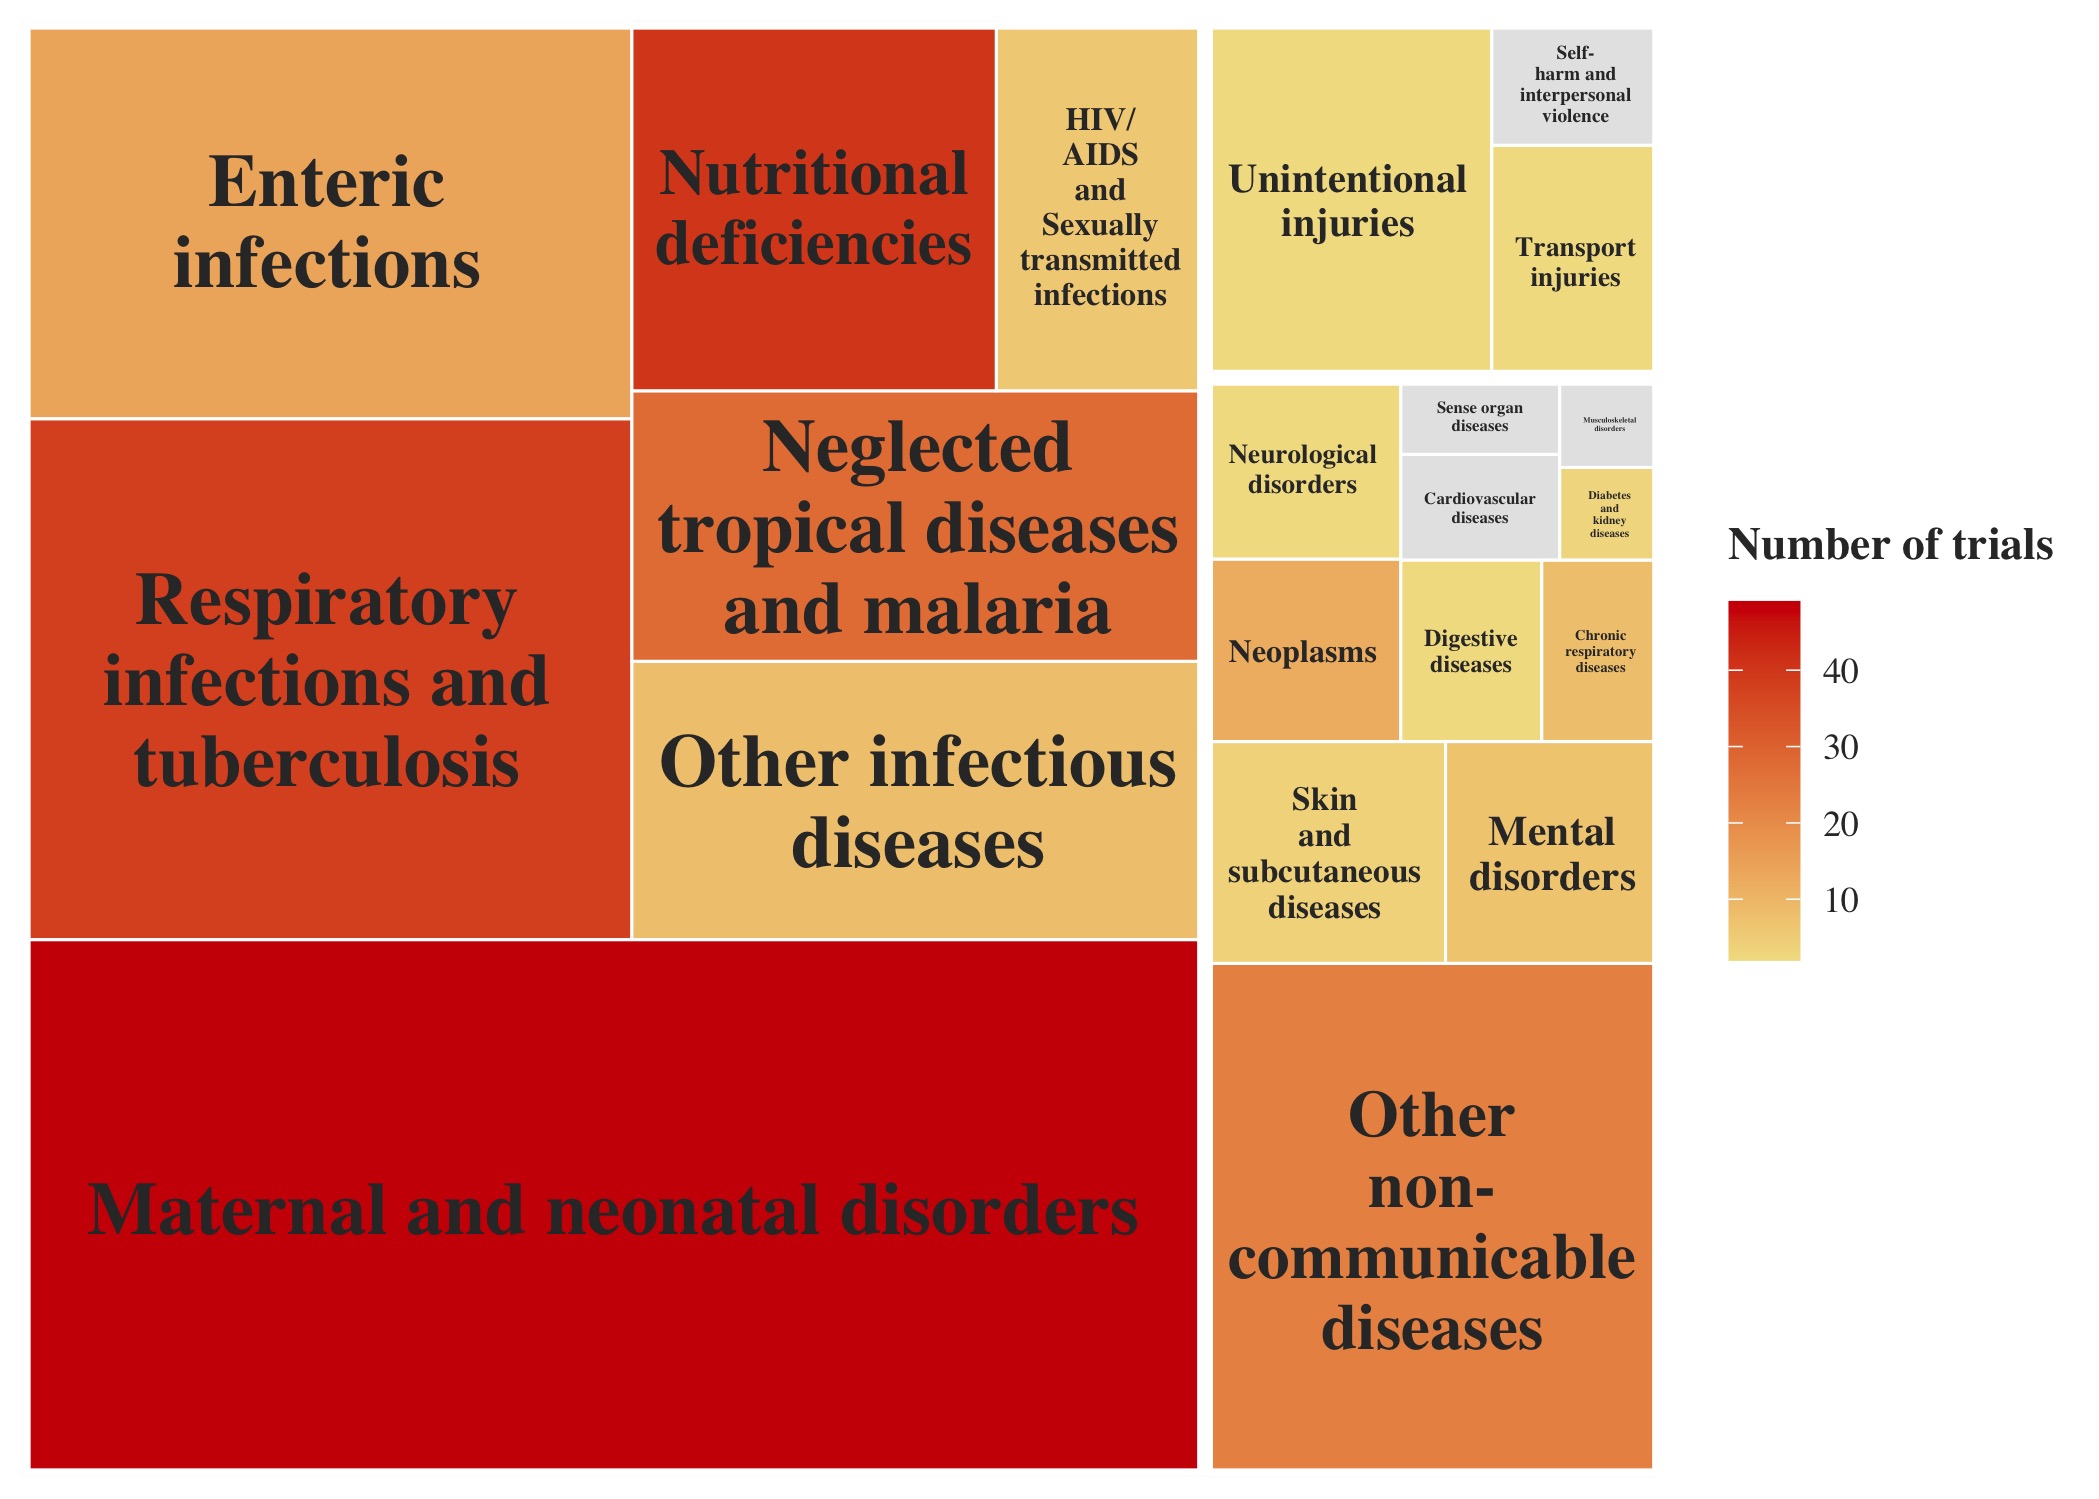 Enteric
infections
Nutritional
deficiencies
HIV/
AIDS
and
Sexually
transmitted
infections
Respiratory
infections and
tuberculosis
Neglected
tropical diseases
and malaria
Other infectious
diseases
Maternal and neonatal disorders
Unintentional
injuries
Self-
harm and
interpersonal
violence
Transport
injuries
Neurological
disorders
Sense organ
diseases
Musculoskeletal
disorders
Cardiovascular
diseases
Diabetes
and
kidney
diseases
Neoplasms
Digestive
diseases
Chronic
respiratory
diseases
Skin
and
subcutaneous
diseases
Mental
disorders
Other
non-
communicable
diseases
Number of trials
40
30
20
10